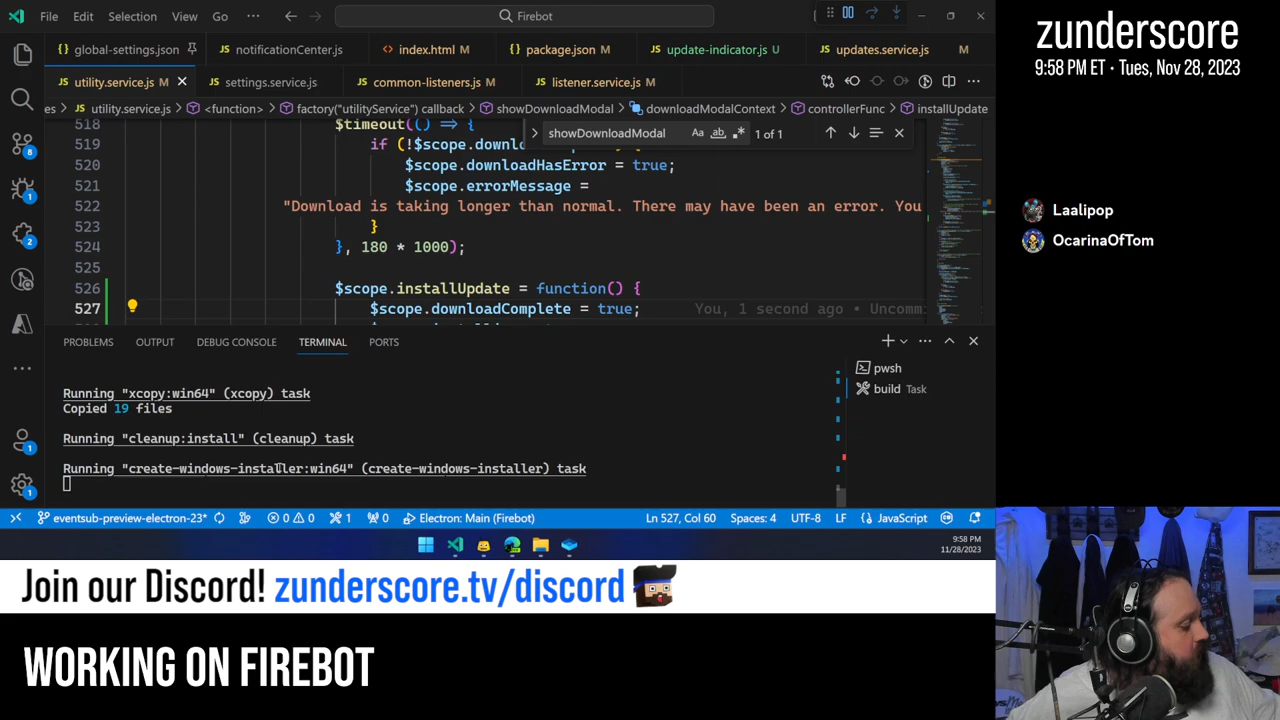 File Edit Selection View Go ··· Firebot
global-settings.json notificationCenter.js index.html M package.json M update-indicator.js U updates.service.js M
utility.service.js M settings.service.js common-listeners.js M listener.service.js M
es > utility.service.js > <function> > factory("utilityService") callback > showDownloadModal > downloadModalContext > controllerFunc > installUpdate
showDownloadModal Aa ab 1 of 1
518 $timeout(() => {
519 if (!$scope.downl
520 $scope.downloadHasError = true;
521 $scope.errorMessage =
522 "Download is taking longer than normal. There may have been an error. You
523 }
524 }, 180 * 1000);
525
526 $scope.installUpdate = function() {
527 $scope.downloadComplete = true; You, 1 second ago • Uncomm
PROBLEMS OUTPUT DEBUG CONSOLE TERMINAL PORTS
pwsh
build Task
Running "xcopy:win64" (xcopy) task
Copied 19 files
Running "cleanup:install" (cleanup) task
Running "create-windows-installer:win64" (create-windows-installer) task
eventsub-preview-electron-23* 0 0 1 0 Electron: Main (Firebot) Ln 527, Col 60 Spaces: 4 UTF-8 LF JavaScript
9:58 PM
11/28/2023
Join our Discord! zunderscore.tv/discord
WORKING ON FIREBOT
zunderscore
9:58 PM ET • Tues, Nov 28, 2023
Laalipop
OcarinaOfTom